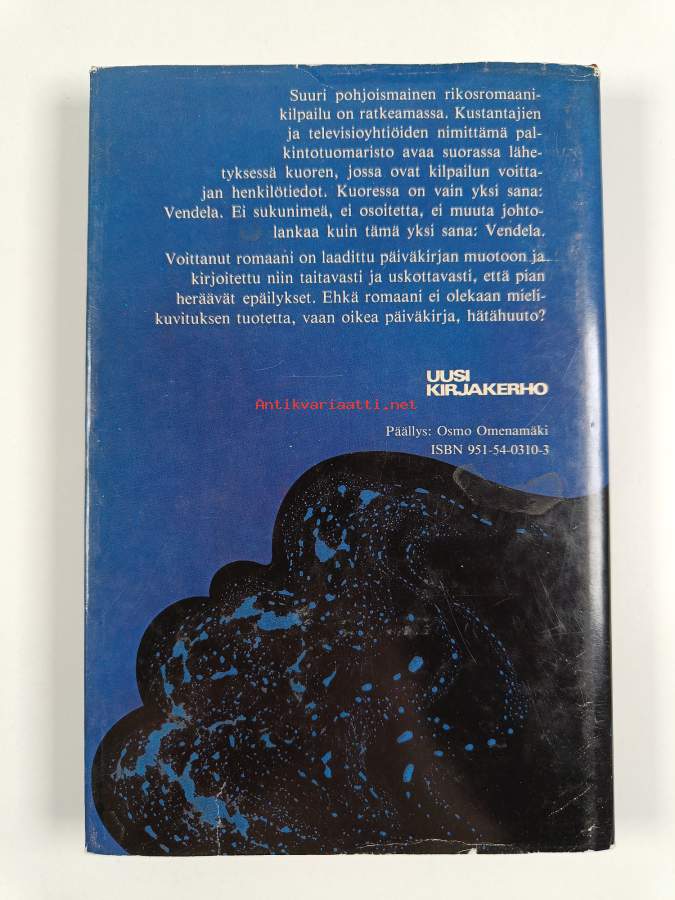 Suuri pohjoismainen rikosromaani-
kilpailu on ratkeamassa. Kustantajien
ja televisioyhtiöiden nimittämä pal-
kintotuomaristo avaa suorassa lähe-
tyksessä kuoren, jossa ovat kilpailun voitta-
jan henkilötiedot. Kuoressa on vain yksi sana:
Vendela. Ei sukunimeä, ei osoitetta, ei muuta johto-
lankaa kuin tämä yksi sana: Vendela.
Voittanut romaani on laadittu päiväkirjan muotoon ja
kirjoitettu niin taitavasti ja uskottavasti, että pian
heräävät epäilykset. Ehkä romaani ei olekaan mieli-
kuvituksen tuotetta, vaan oikea päiväkirja, hätähuuto?
UUSI
KIRJAKERHO
Antikvariaatti.net
Päällys: Osmo Omenamäki
ISBN 951-54-0310-3